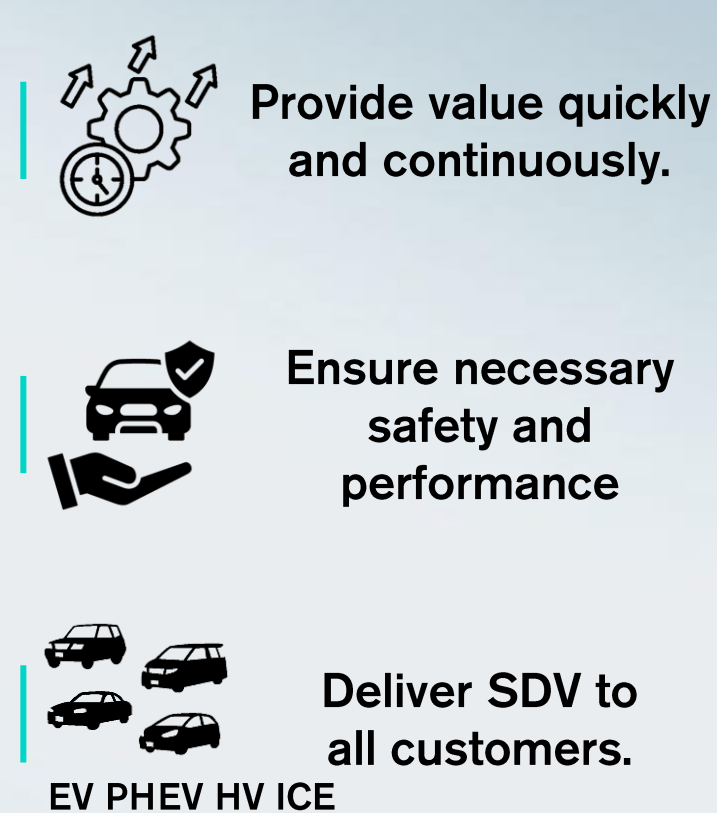 Provide value quickly
and continuously.
Ensure necessary
safety and
performance
Deliver SDV to
all customers.
EV PHEV HV ICE